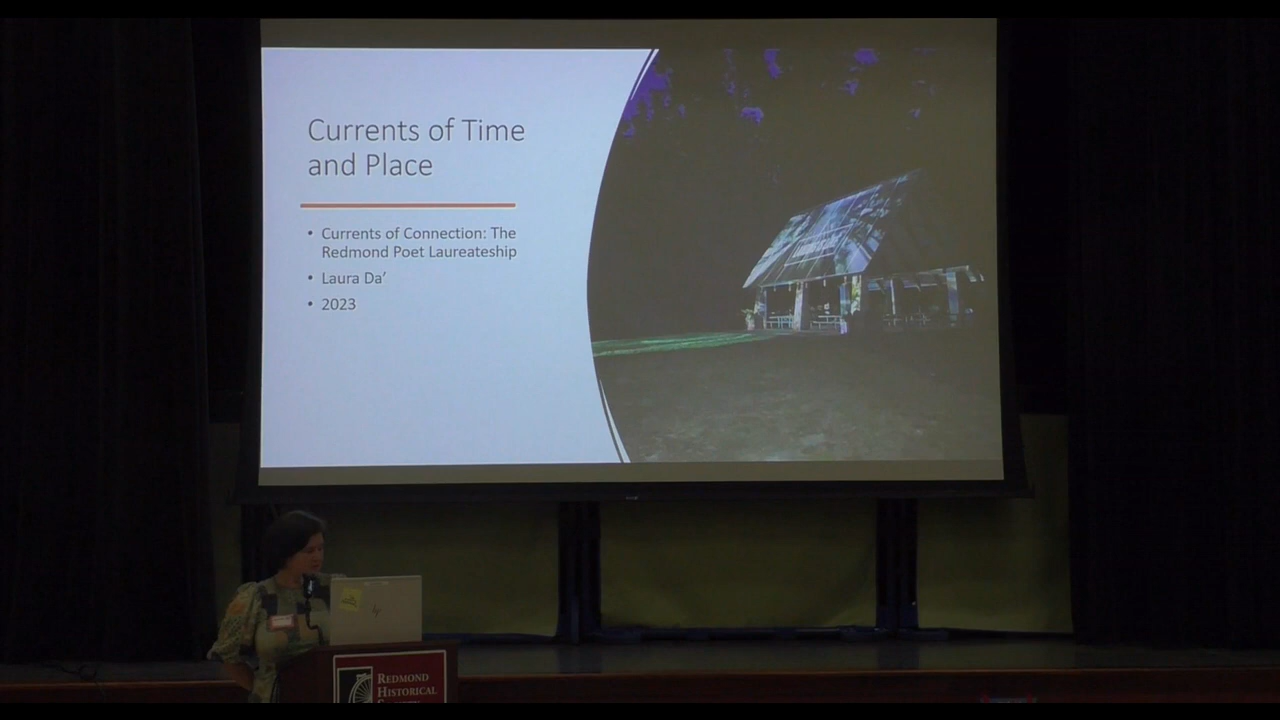 Currents of Time
and Place
• Currents of Connection: The
Redmond Poet Laureateship
• Laura Da’
• 2023
REDMOND
HISTORICAL